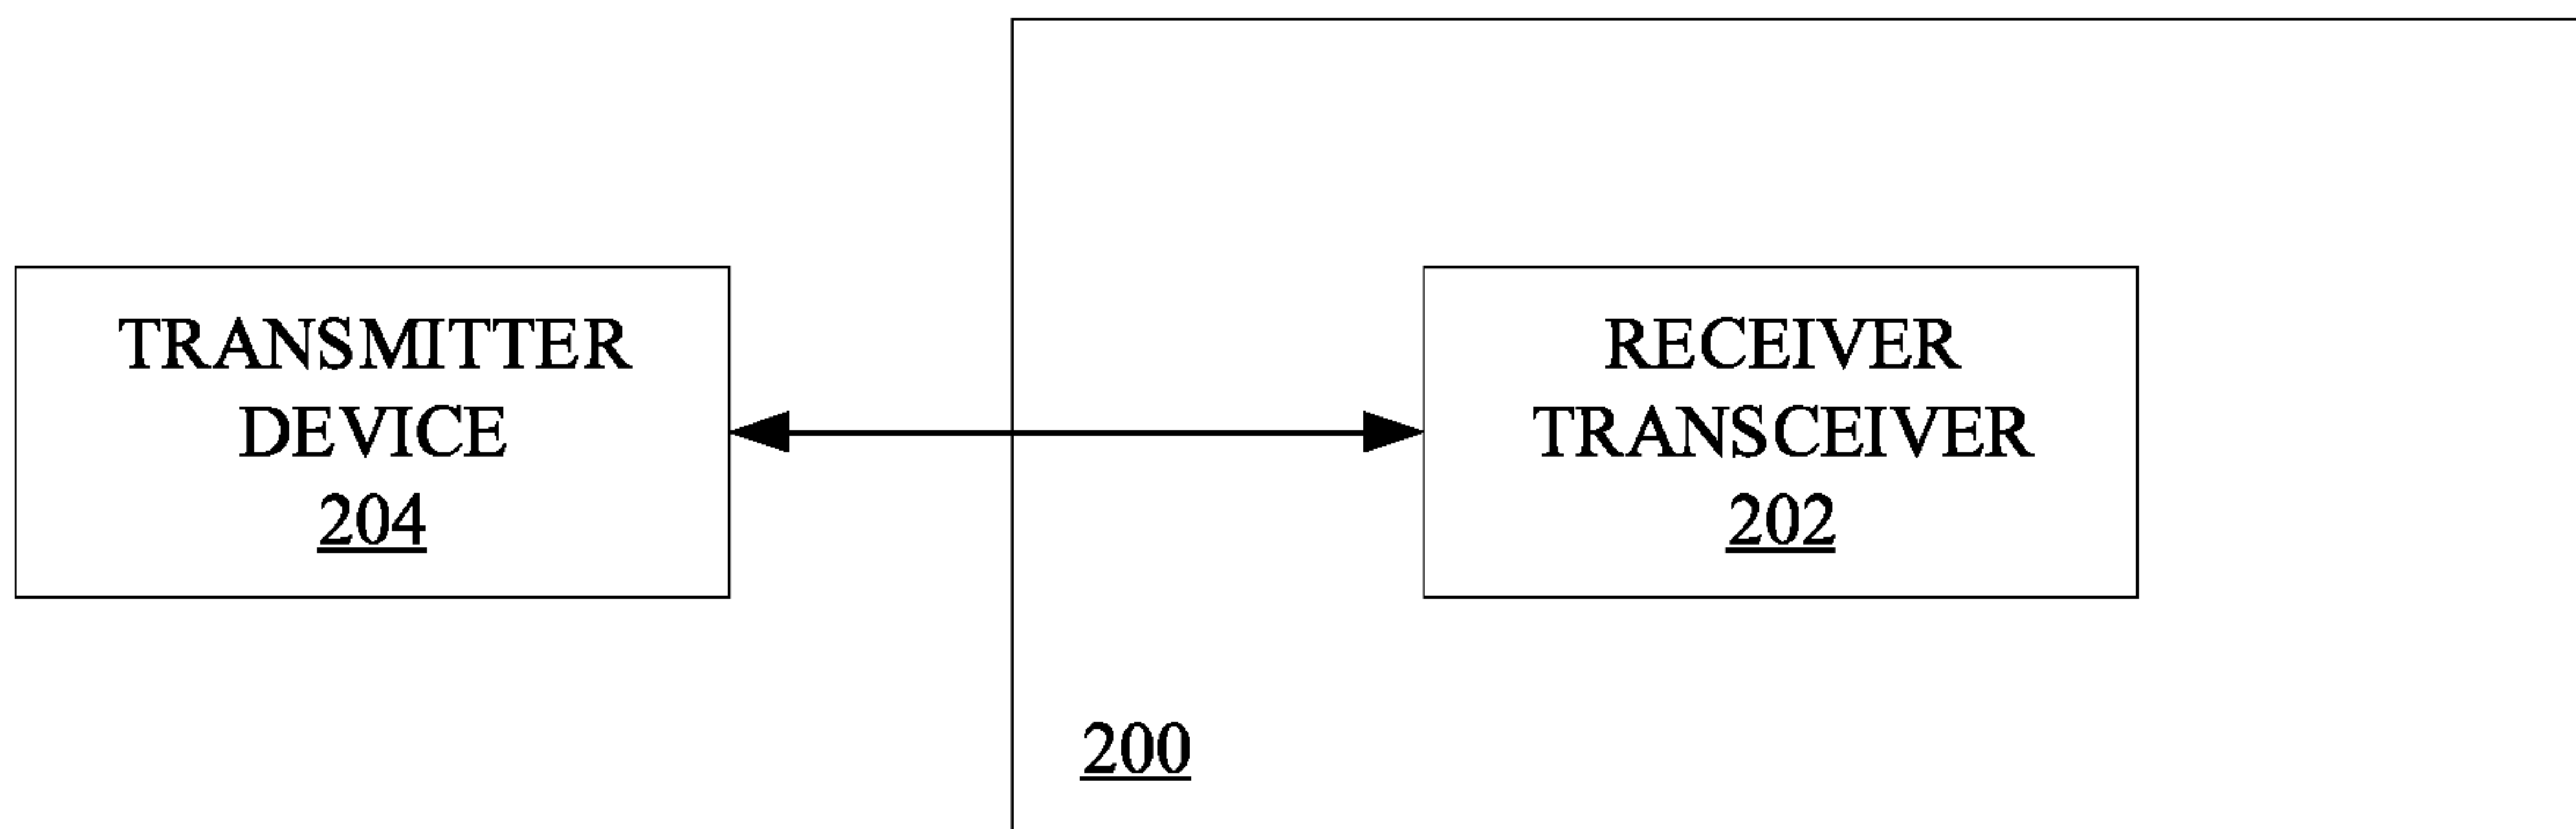 TRANSMITTER
DEVICE
204
RECEIVER
TRANSCEIVER
202
200